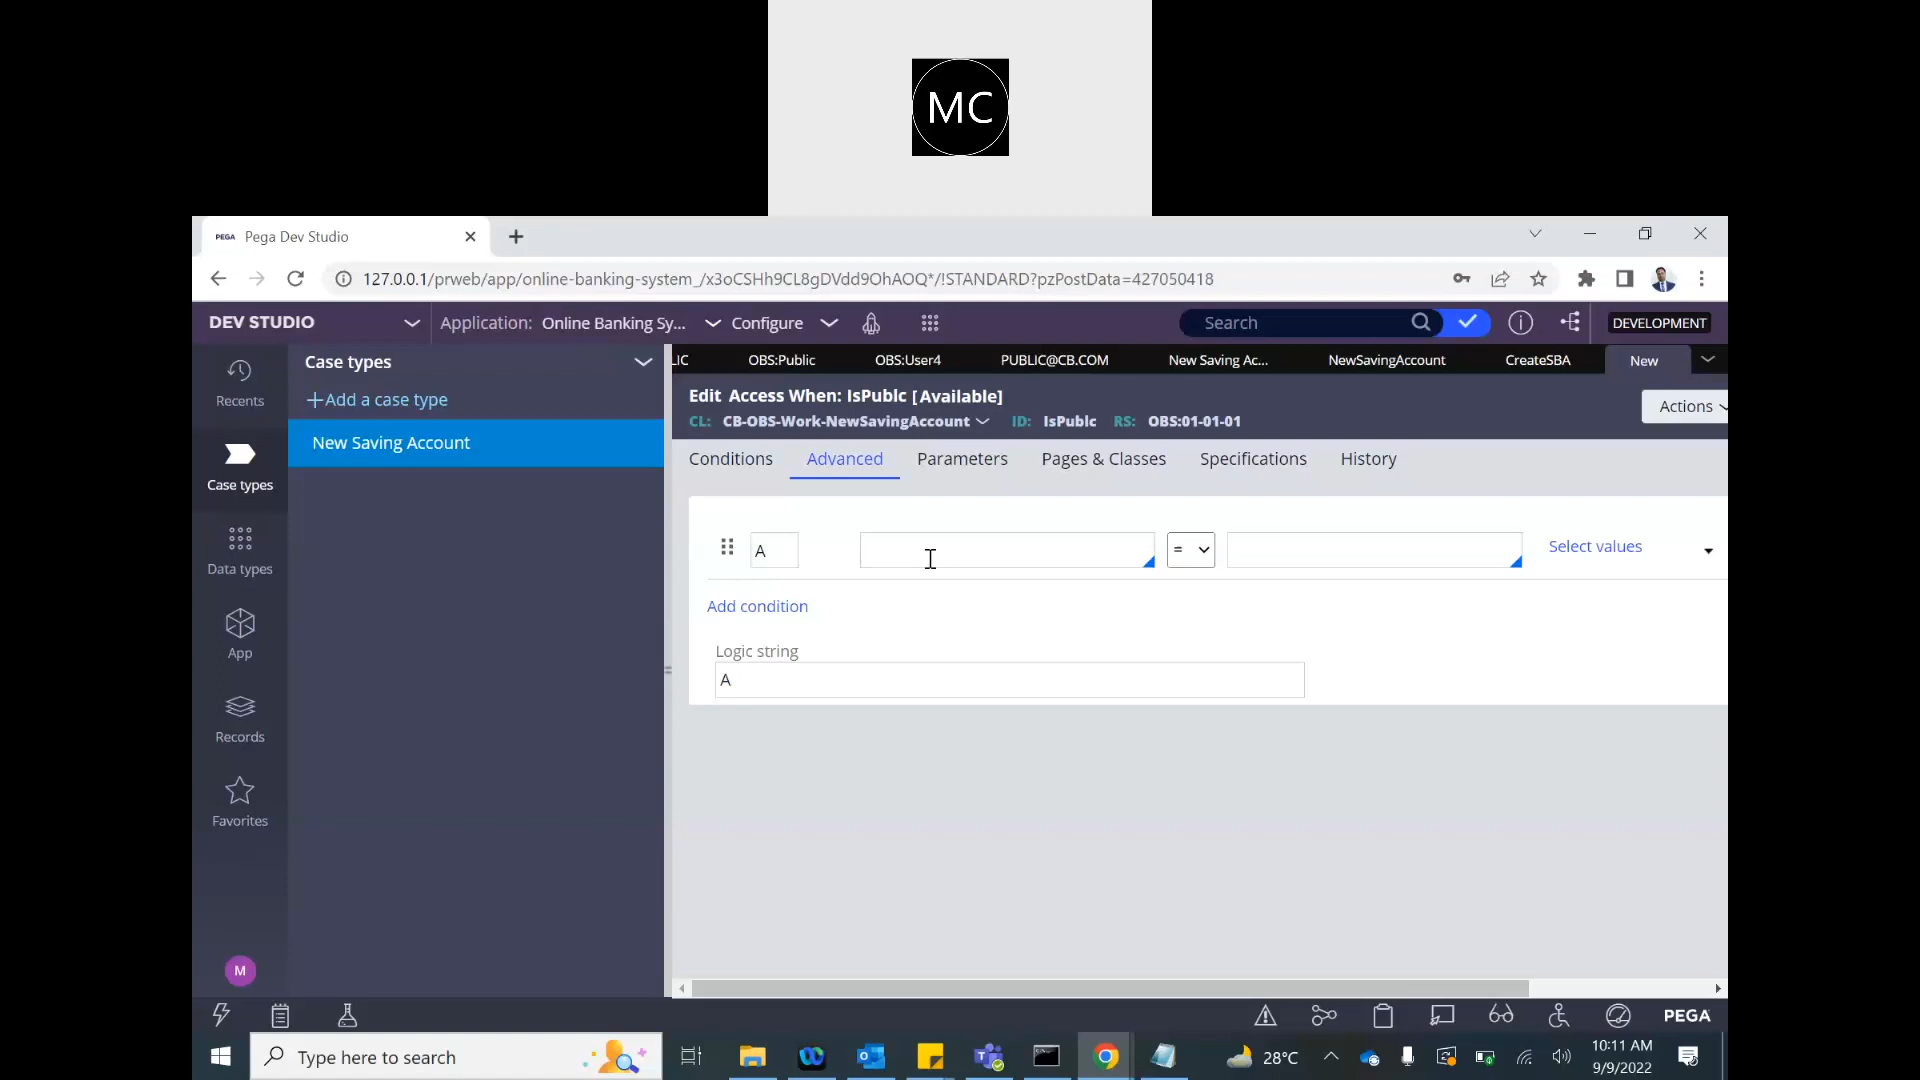 MC
PEGA Pega Dev Studio
127.0.0.1/prweb/app/online-banking-system_/x3oCSHh9CL8gDVdd9OhAOQ*/!STANDARD?pzPostData=427050418
DEV STUDIO Application: Online Banking Sy... Configure Search DEVELOPMENT
Recents
Case types
Data types
App
Records
Favorites
M
Case types
+Add a case type
New Saving Account
LIC OBS:Public OBS:User4 PUBLIC@CB.COM New Saving Ac... NewSavingAccount CreateSBA New
Edit Access When: IsPublc [Available]
Actions
CL: CB-OBS-Work-NewSavingAccount ID: IsPublc RS: OBS:01-01-01
Conditions Advanced Parameters Pages & Classes Specifications History
A = Select values
Add condition
Logic string
A
PEGA
Type here to search
28°C
10:11 AM
9/9/2022